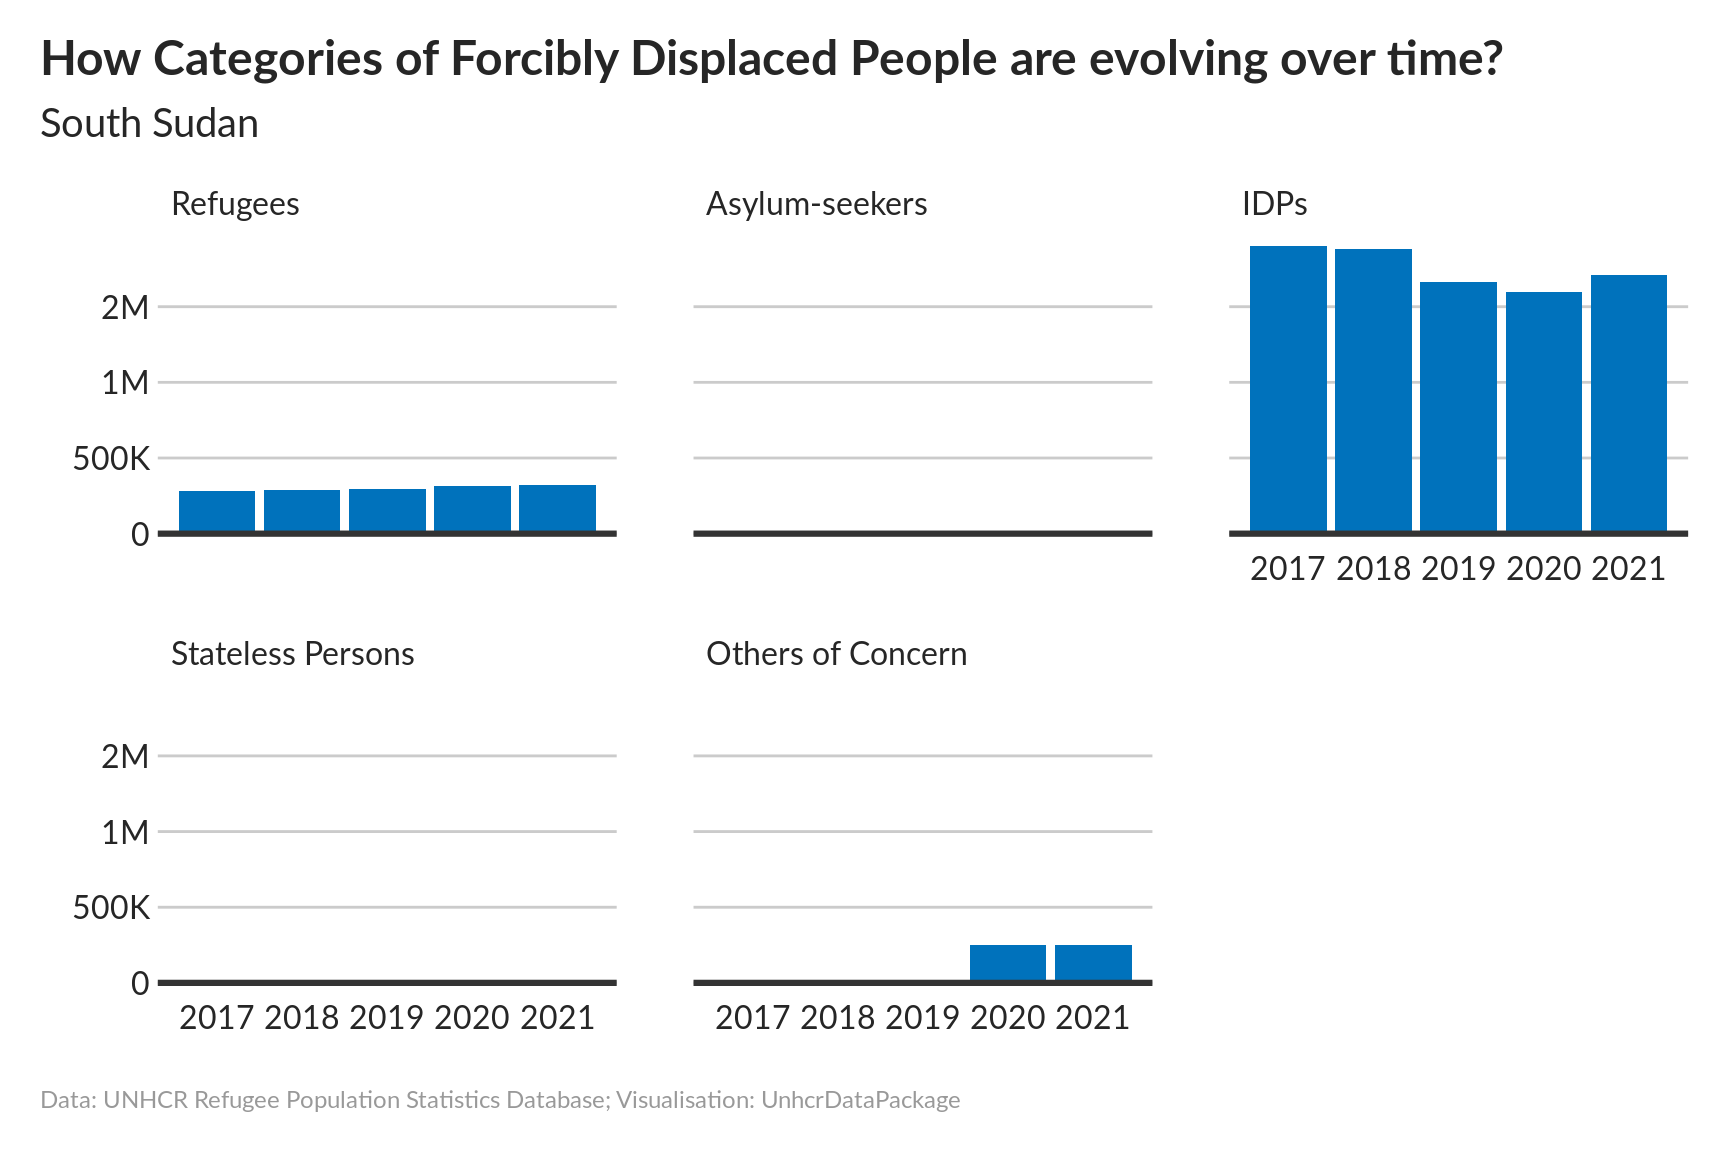 How Categories of Forcibly Displaced People are evolving over time?
South Sudan
Refugees
Asylum-seekers
IDPs
2M
1M
500K
0
2017 2018 2019 2020 2021
Stateless Persons
Others of Concern
2M
1M
500K
0
2017 2018 2019 2020 2021
2017 2018 2019 2020 2021
Data: UNHCR Refugee Population Statistics Database; Visualisation: UnhcrDataPackage